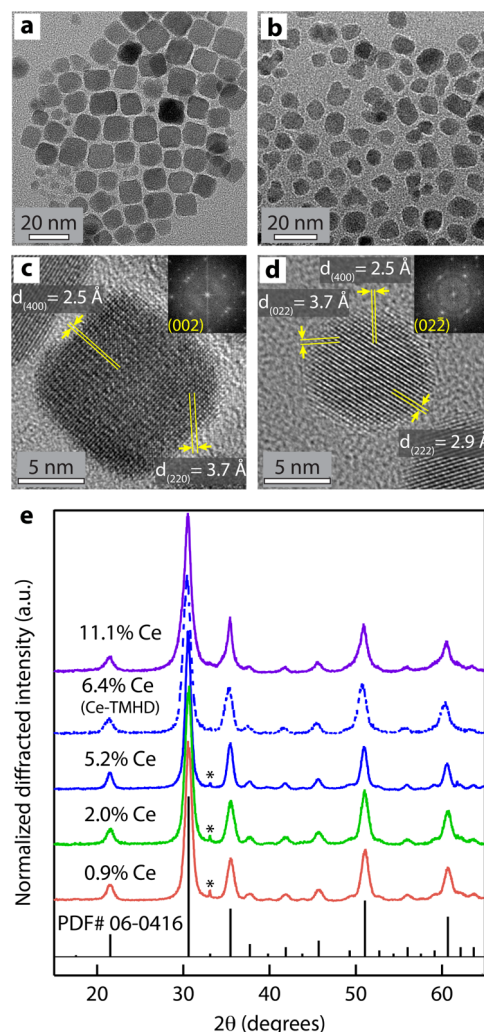 a
20 nm
b
20 nm
c
d(400) = 2.5 Å
(002)
d(220) = 3.7 Å
5 nm
d
d(400) = 2.5 Å
d(022) = 3.7 Å
(022̅)
d(222) = 2.9 Å
5 nm
e
Normalized diffracted intensity (a.u.)
11.1% Ce
6.4% Ce
(Ce-TMHD)
5.2% Ce
*
2.0% Ce
*
0.9% Ce
*
PDF# 06-0416
20
30
40
50
60
2θ (degrees)